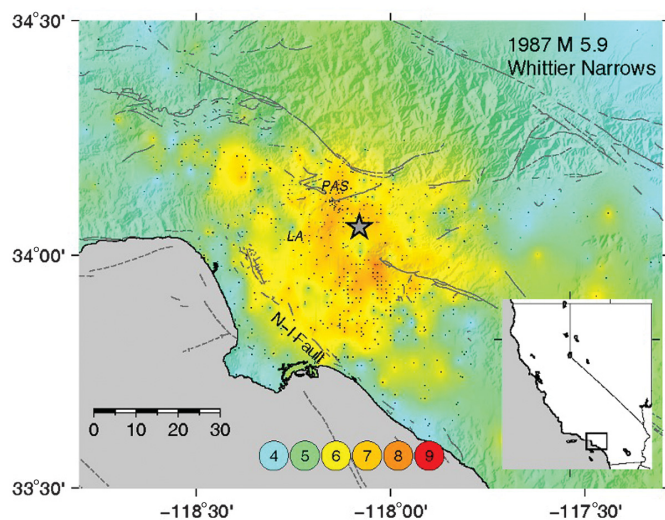 34°30'
1987 M 5.9
Whittier Narrows
PAS
LA
34°00'
N-I Fault
0 10 20 30
4 5 6 7 8 9
33°30'
−118°30' −118°00' −117°30'